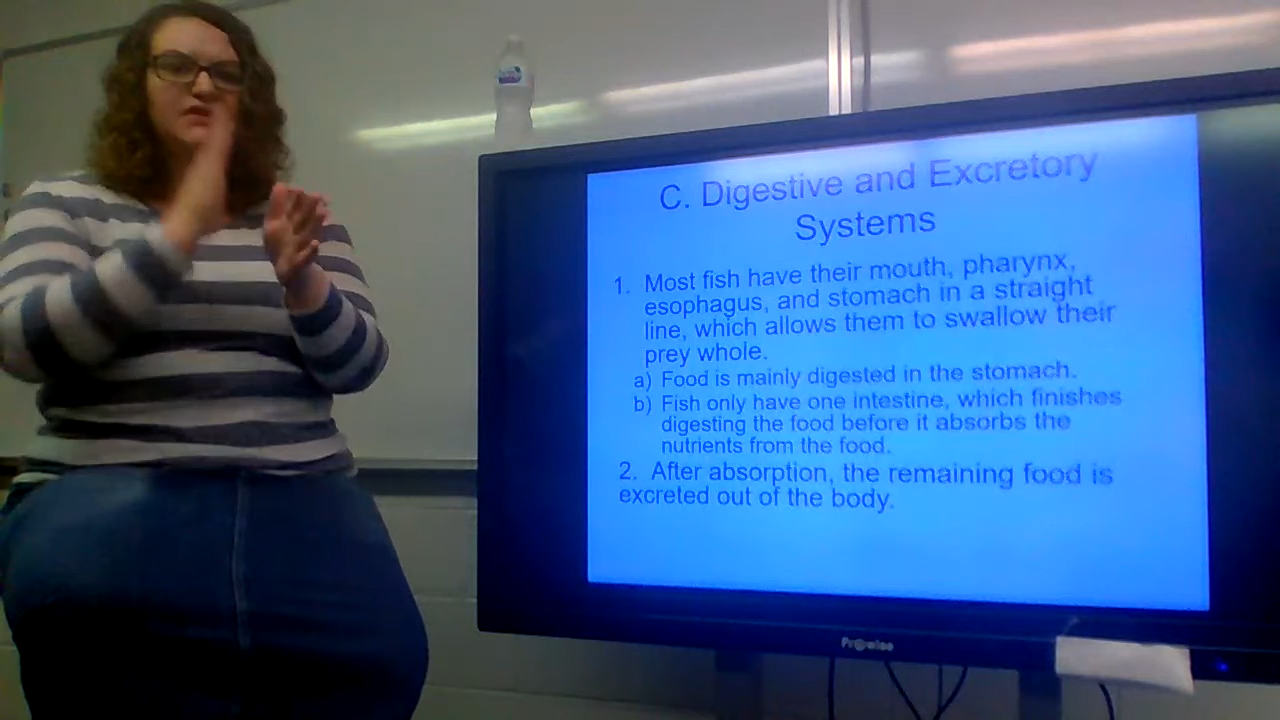 C. Digestive and Excretory
Systems
1. Most fish have their mouth, pharynx,
esophagus, and stomach in a straight
line, which allows them to swallow their
prey whole.
a) Food is mainly digested in the stomach.
b) Fish only have one intestine, which finishes
digesting the food before it absorbs the
nutrients from the food.
2. After absorption, the remaining food is
excreted out of the body.
Prowise